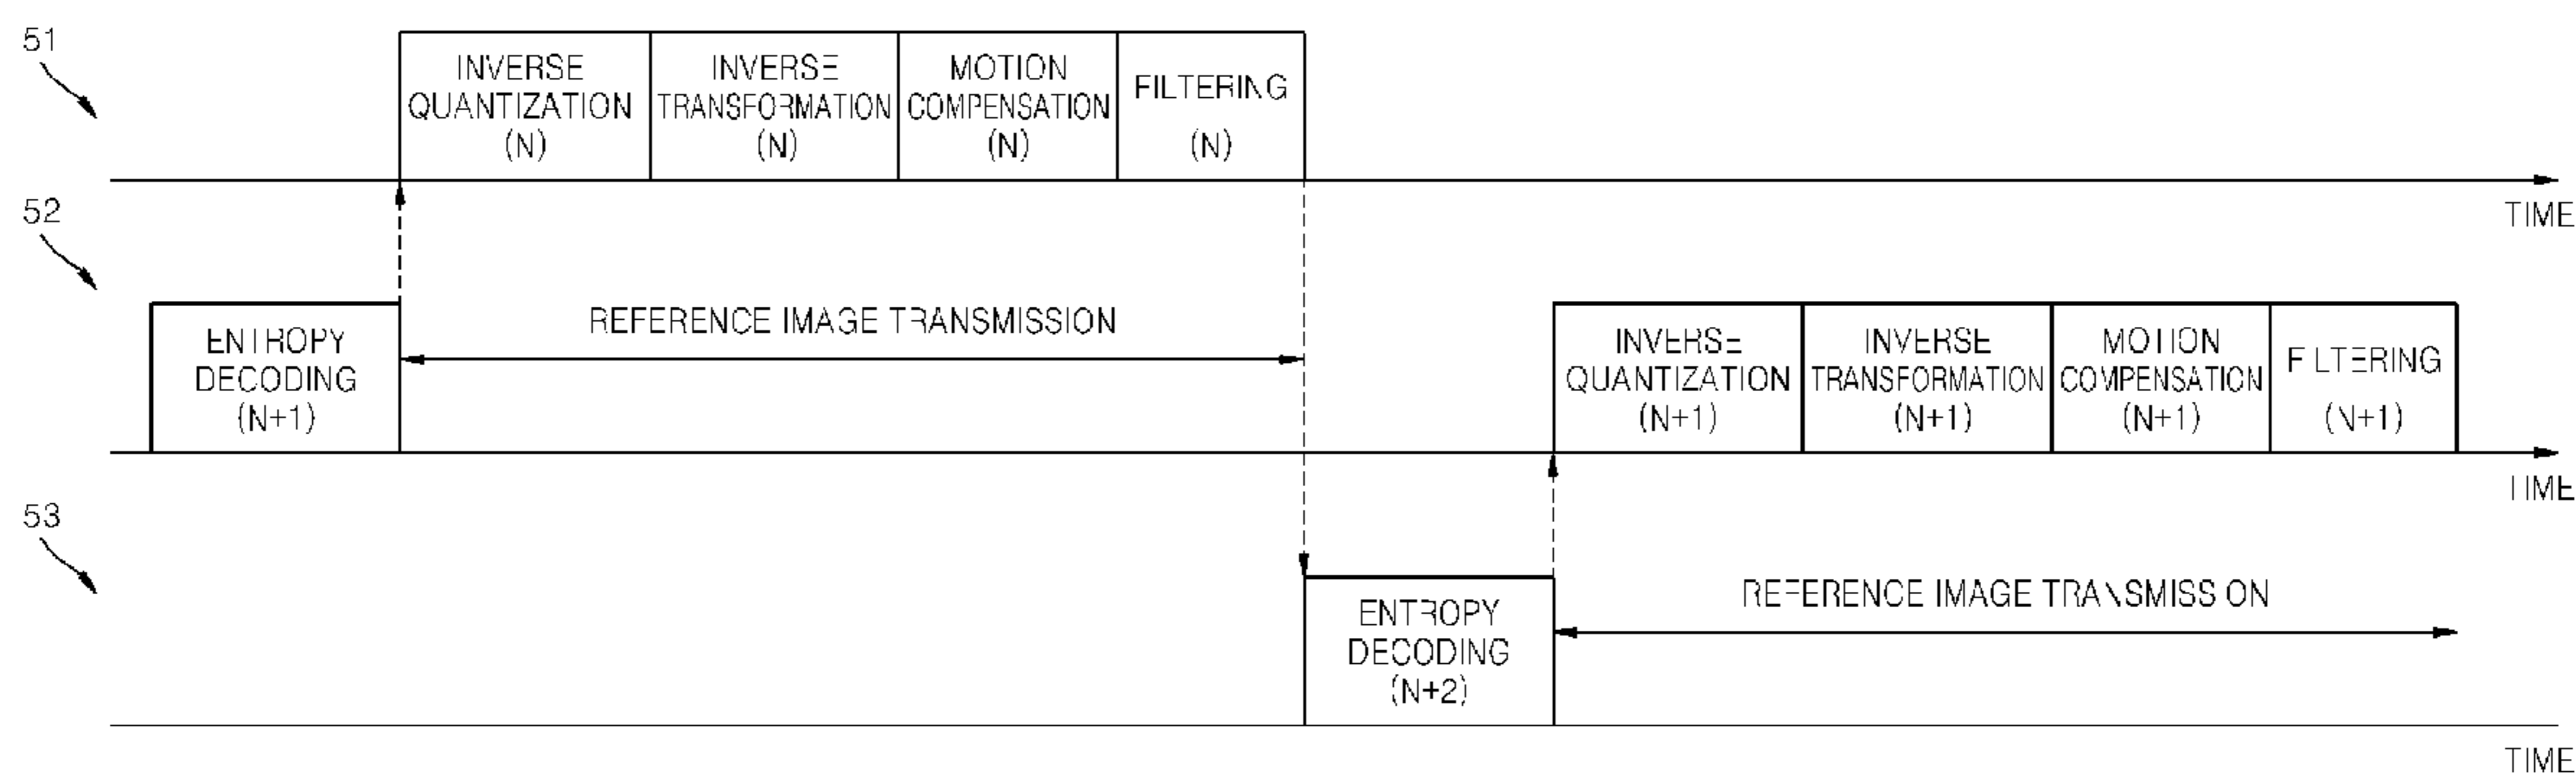 51
INVERSE
QUANTIZATION
(N)
INVERSE
TRANSFORMATION
(N)
MOTION
COMPENSATION
(N)
FILTERING
(N)
TIME
52
ENTROPY
DECODING
(N+1)
REFERENCE IMAGE TRANSMISSION
INVERSE
QUANTIZATION
(N+1)
INVERSE
TRANSFORMATION
(N+1)
MOTION
COMPENSATION
(N+1)
FILTERING
(N+1)
TIME
53
ENTROPY
DECODING
(N+2)
REFERENCE IMAGE TRANSMISSION
TIME